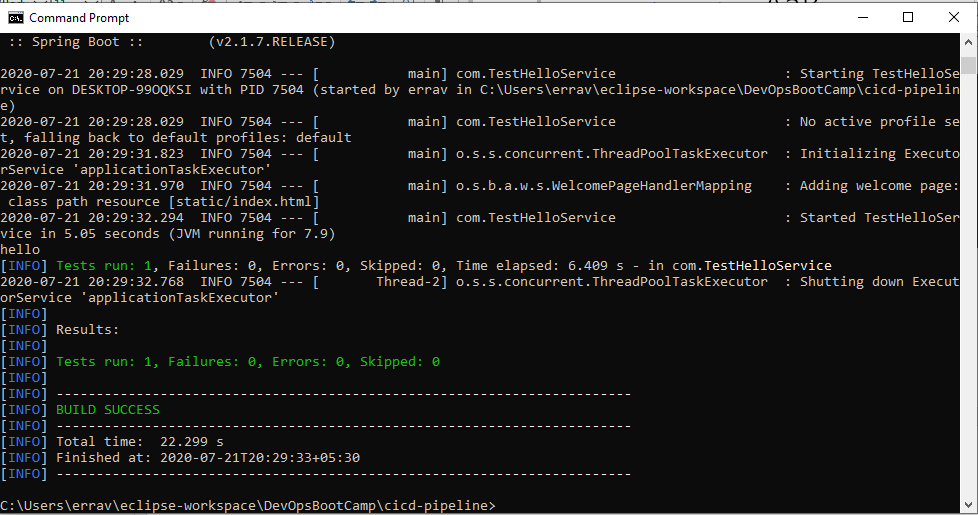 Command Prompt
 :: Spring Boot ::        (v2.1.7.RELEASE)
2020-07-21 20:29:28.029  INFO 7504 --- [           main] com.TestHelloService                     : Starting TestHelloSe
rvice on DESKTOP-99OQKSI with PID 7504 (started by errav in C:\Users\errav\eclipse-workspace\DevOpsBootCamp\cicd-pipelin
e)
2020-07-21 20:29:28.029  INFO 7504 --- [           main] com.TestHelloService                     : No active profile se
t, falling back to default profiles: default
2020-07-21 20:29:31.823  INFO 7504 --- [           main] o.s.s.concurrent.ThreadPoolTaskExecutor  : Initializing Executo
rService 'applicationTaskExecutor'
2020-07-21 20:29:31.970  INFO 7504 --- [           main] o.s.b.a.w.s.WelcomePageHandlerMapping    : Adding welcome page:
 class path resource [static/index.html]
2020-07-21 20:29:32.294  INFO 7504 --- [           main] com.TestHelloService                     : Started TestHelloSer
vice in 5.05 seconds (JVM running for 7.9)
hello
[INFO] Tests run: 1, Failures: 0, Errors: 0, Skipped: 0, Time elapsed: 6.409 s - in com.TestHelloService
2020-07-21 20:29:32.768  INFO 7504 --- [       Thread-2] o.s.s.concurrent.ThreadPoolTaskExecutor  : Shutting down Execut
orService 'applicationTaskExecutor'
[INFO]
[INFO] Results:
[INFO]
[INFO] Tests run: 1, Failures: 0, Errors: 0, Skipped: 0
[INFO]
[INFO] ------------------------------------------------------------------------
[INFO] BUILD SUCCESS
[INFO] ------------------------------------------------------------------------
[INFO] Total time:  22.299 s
[INFO] Finished at: 2020-07-21T20:29:33+05:30
[INFO] ------------------------------------------------------------------------
C:\Users\errav\eclipse-workspace\DevOpsBootCamp\cicd-pipeline>